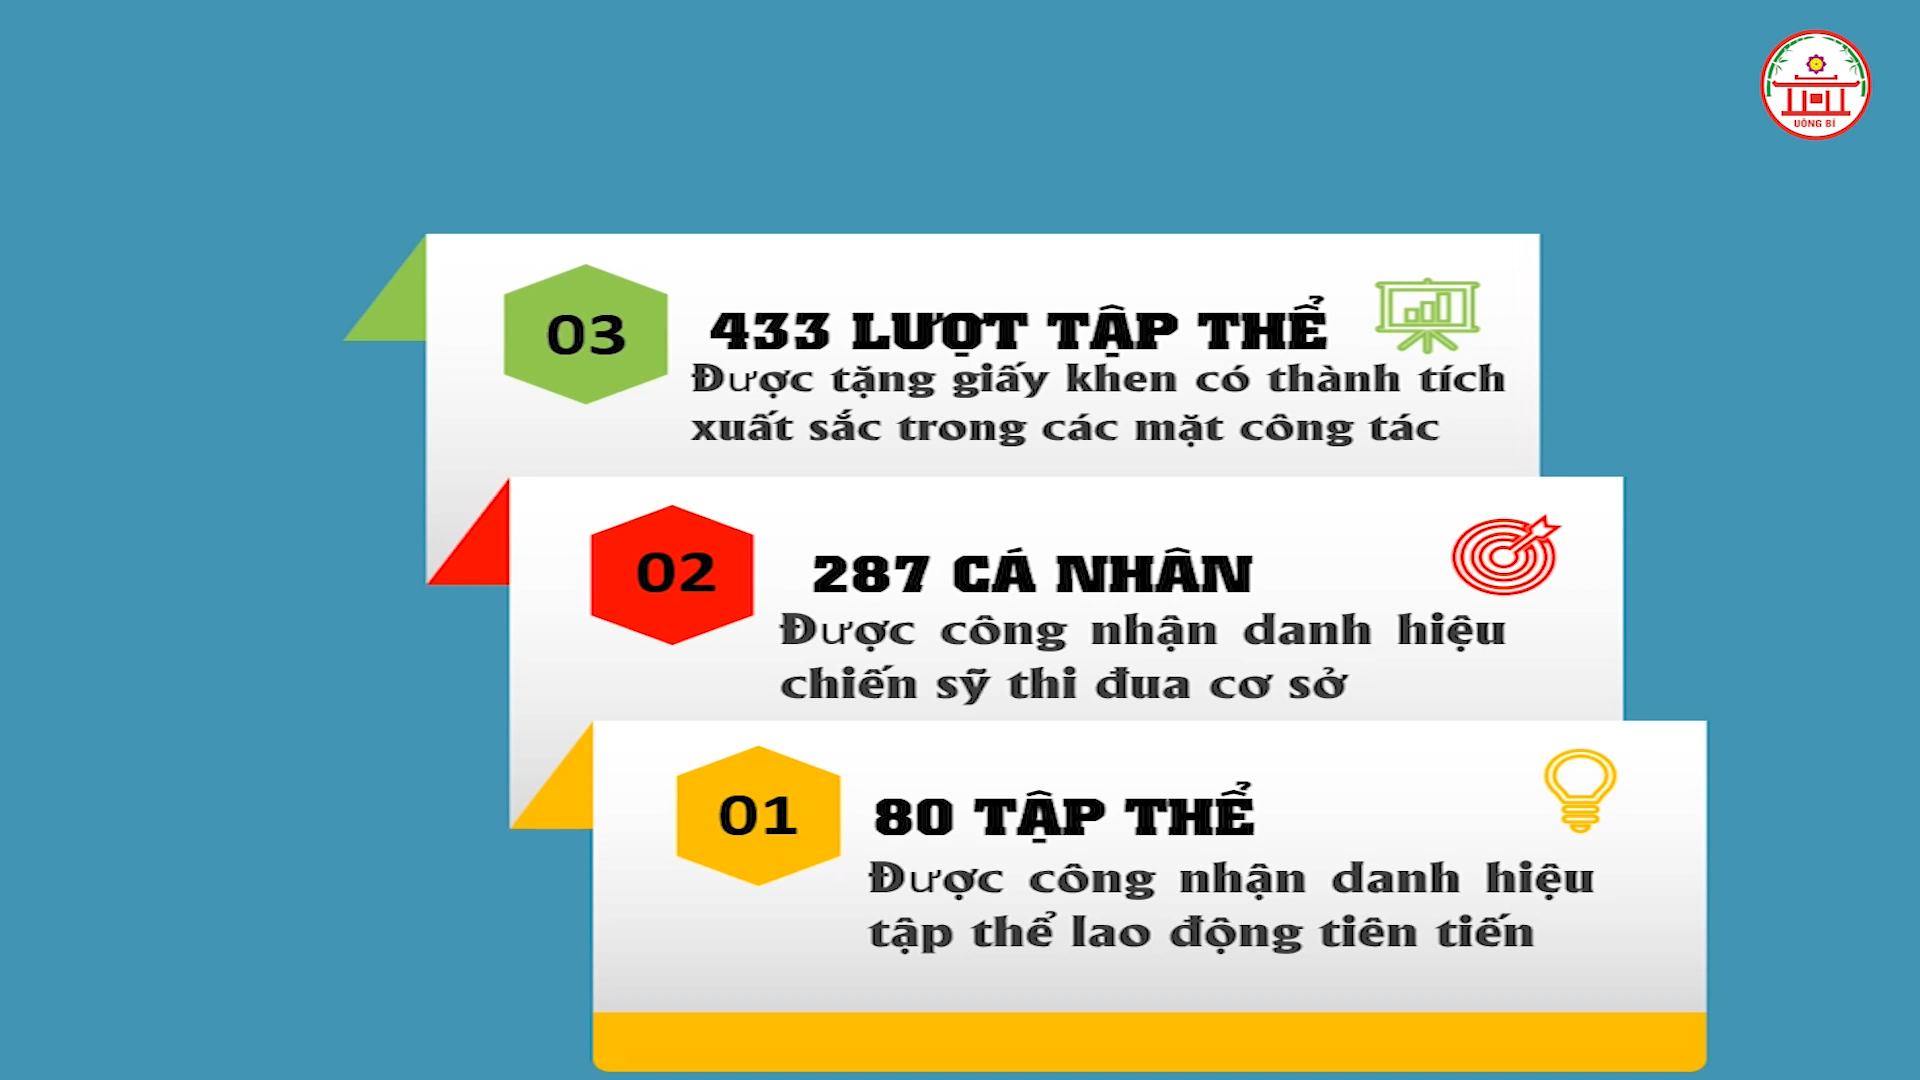 UÔNG BÍ
03
433 LƯỢT TẬP THỂ
Được tặng giấy khen có thành tích
xuất sắc trong các mặt công tác
02
287 CÁ NHÂN
Được công nhận danh hiệu
chiến sỹ thi đua cơ sở
01
80 TẬP THỂ
Được công nhận danh hiệu
tập thể lao động tiên tiến